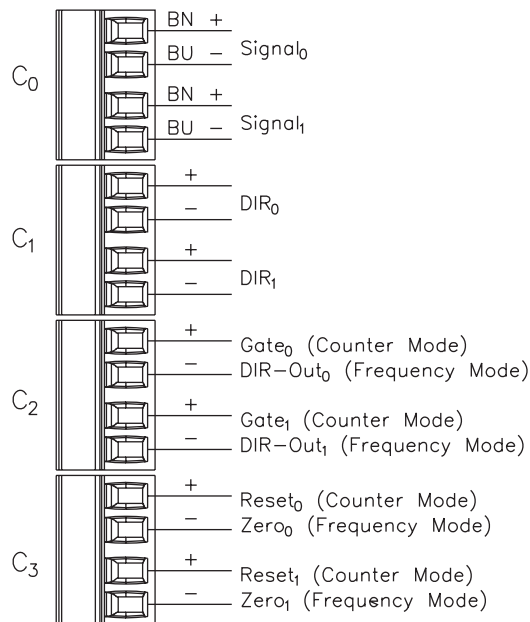 BN +
BU − Signal₀
C₀
BN +
BU − Signal₁
+
− DIR₀
C₁
+
− DIR₁
+ Gate₀ (Counter Mode)
− DIR−Out₀ (Frequency Mode)
C₂
+ Gate₁ (Counter Mode)
− DIR−Out₁ (Frequency Mode)
+ Reset₀ (Counter Mode)
− Zero₀ (Frequency Mode)
C₃
+ Reset₁ (Counter Mode)
− Zero₁ (Frequency Mode)